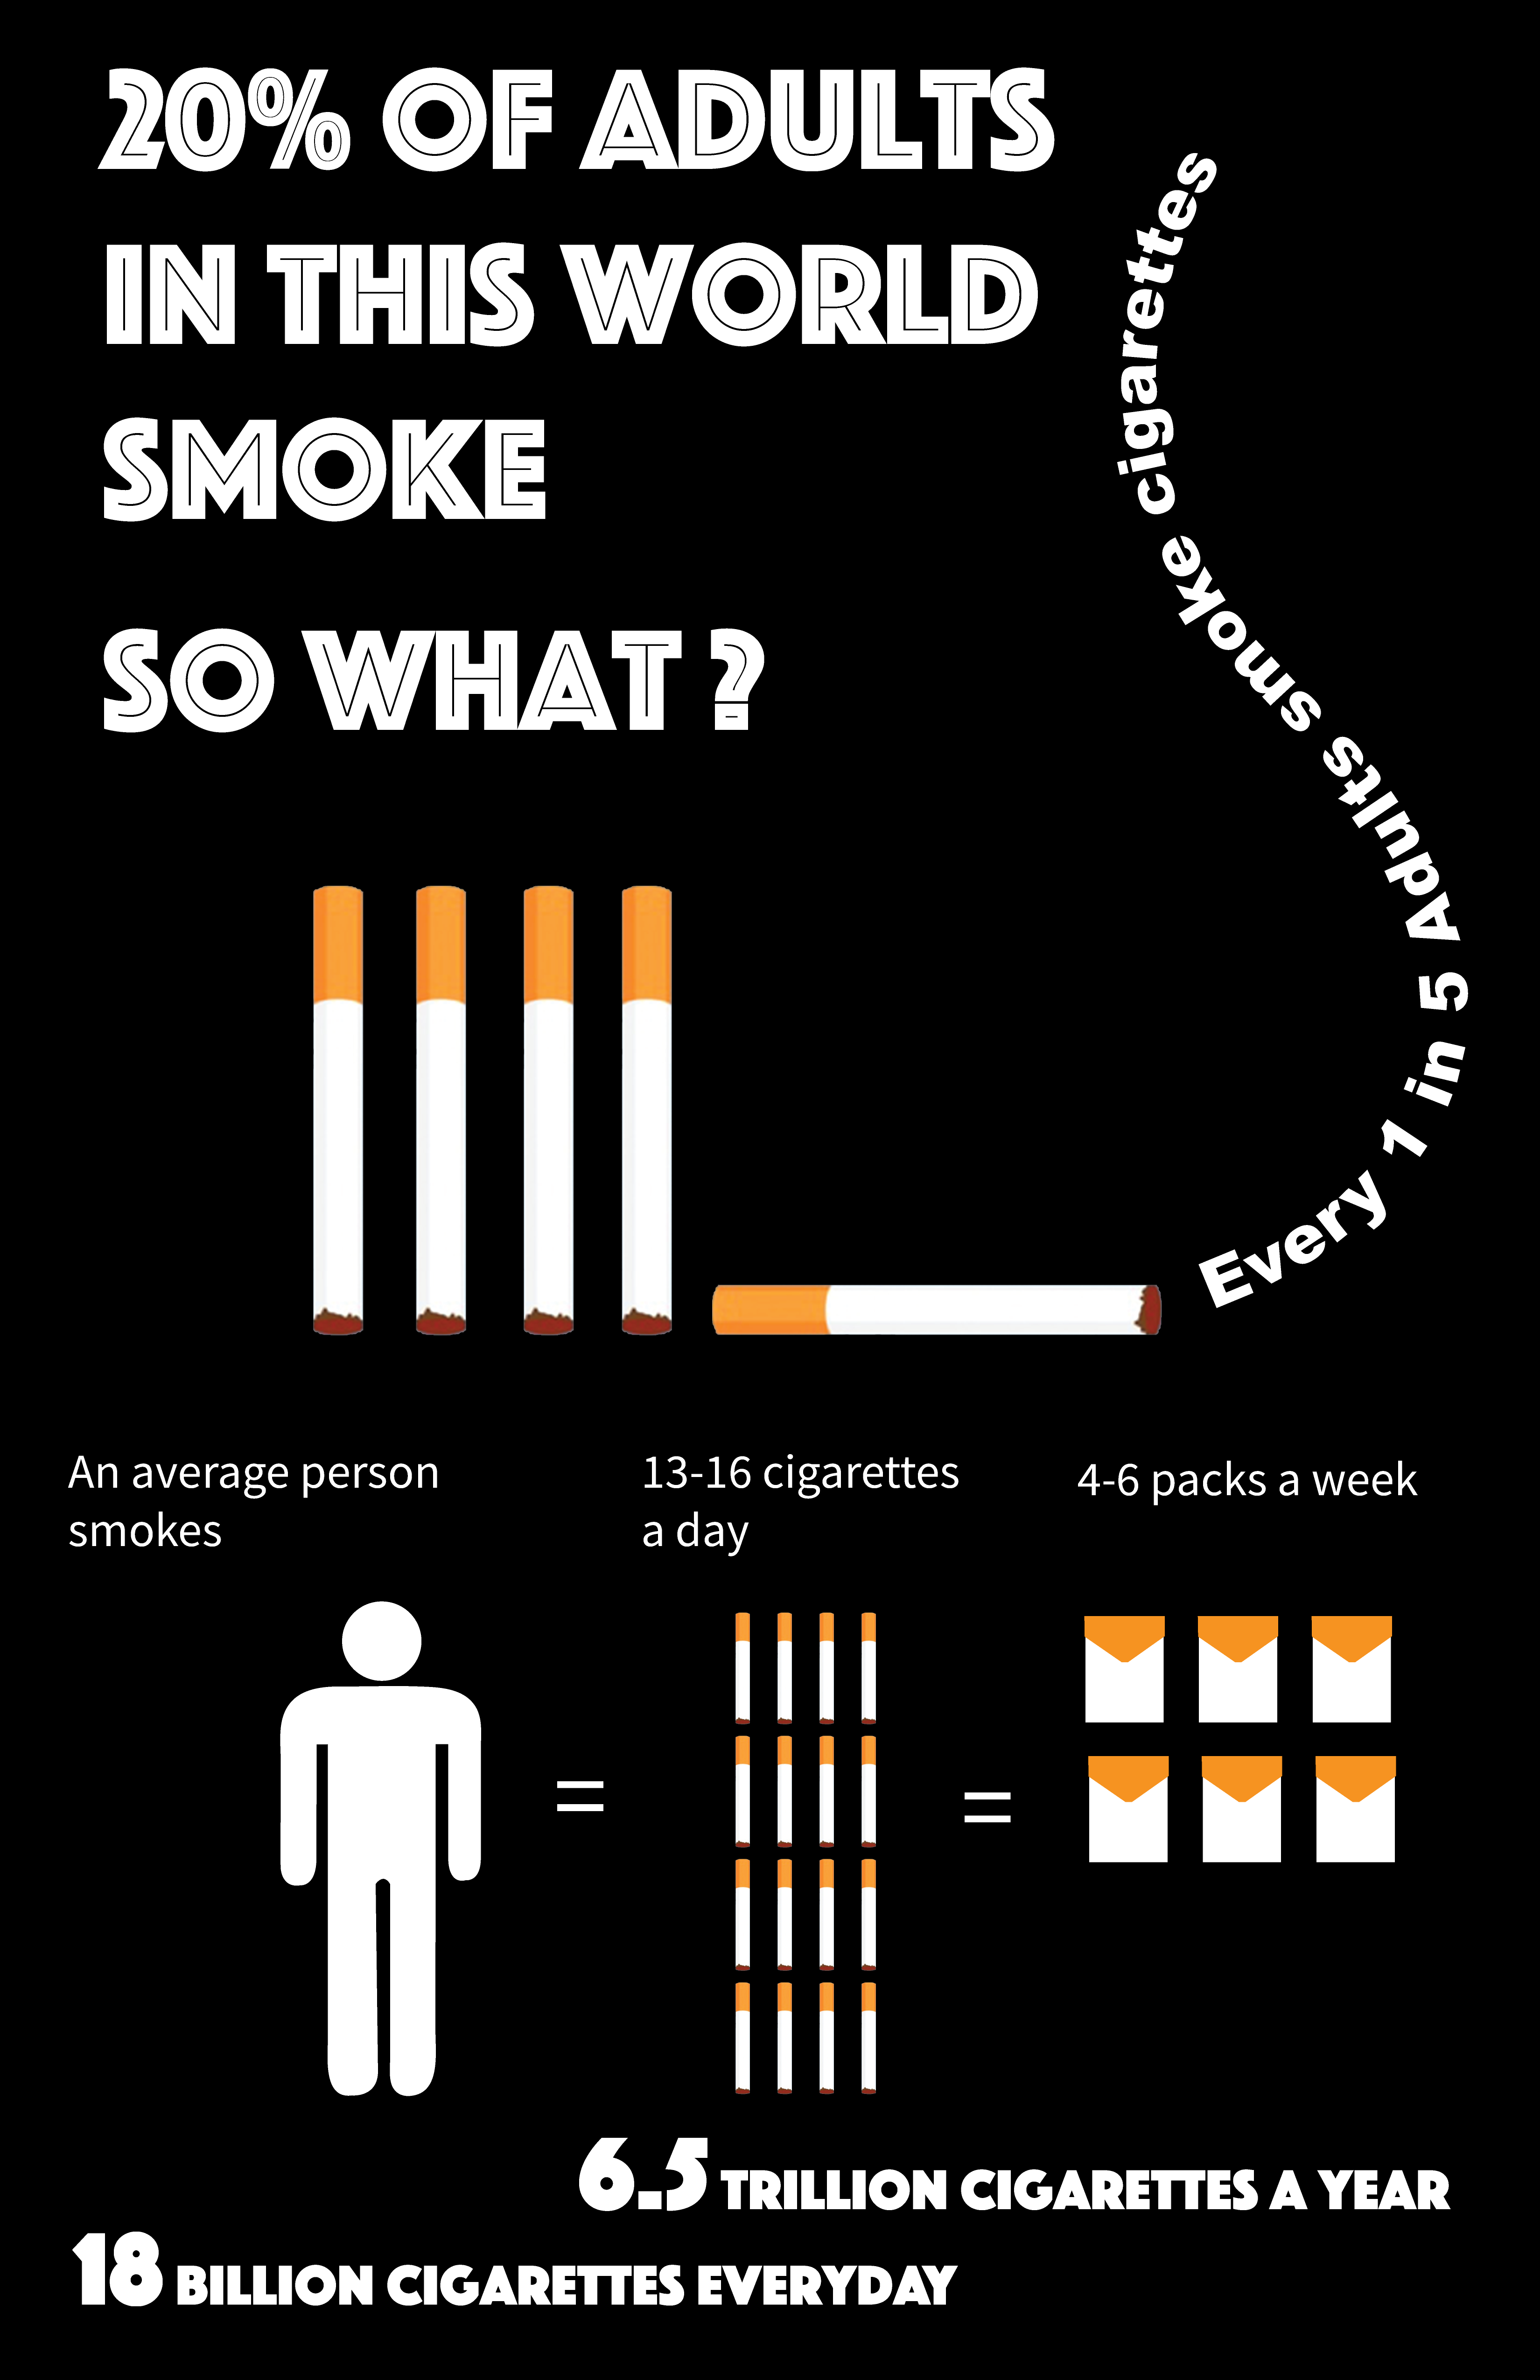 20% OF ADULTS
IN THIS WORLD
SMOKE
SO WHAT ?
Every 1 in 5 Adults smoke cigarettes
An average person
smokes
13-16 cigarettes
a day
4-6 packs a week
=
=
6.5 TRILLION CIGARETTES A YEAR
18 BILLION CIGARETTES EVERYDAY